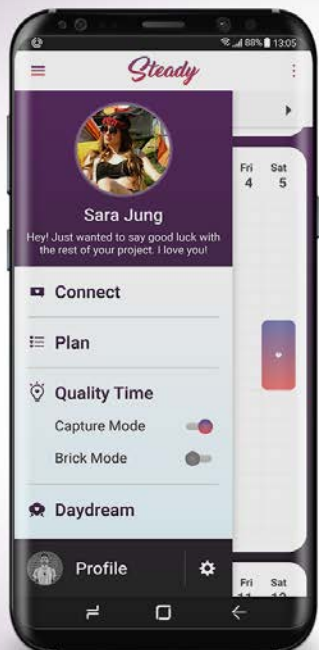 88% 13:05
Steady
Sara Jung
Hey! Just wanted to say good luck with
the rest of your project. I love you!
Connect
Plan
Quality Time
Capture Mode
Brick Mode
Daydream
Profile
Fri Sat
4 5
Fri Sat